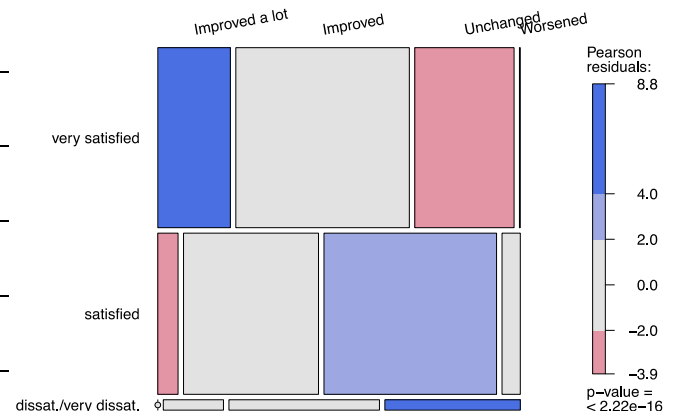 Improved a lot
Improved
Unchanged
Worsened
very satisfied
satisfied
dissat./very dissat.
Pearson
residuals:
8.8
4.0
2.0
0.0
−2.0
−3.9
p−value =
< 2.22e−16